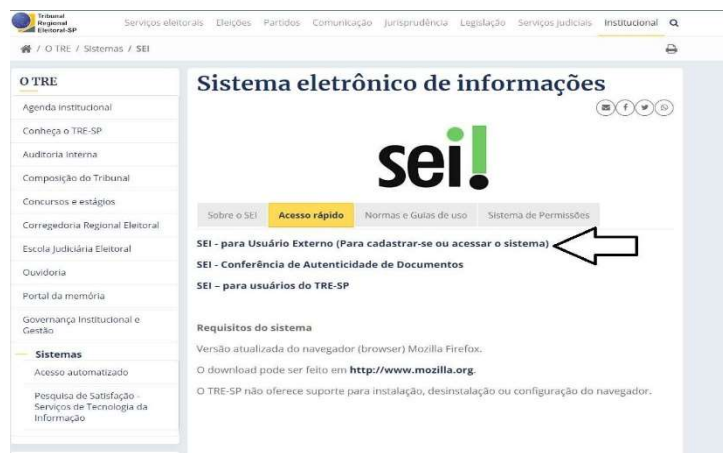 Tribunal
Regional
Eleitoral-SP
Serviços eleitorais Eleições Partidos Comunicação Jurisprudência Legislação Serviços judiciais Institucional
/ O TRE / Sistemas / SEI
O TRE
Agenda institucional
Conheça o TRE-SP
Auditoria interna
Composição do Tribunal
Concursos e estágios
Corregedoria Regional Eleitoral
Escola Judiciária Eleitoral
Ouvidoria
Portal da memória
Governança Institucional e
Gestão
Sistemas
Acesso automatizado
Pesquisa de Satisfação -
Serviços de Tecnologia da
Informação
Sistema eletrônico de informações
sei!
Sobre o SEI Acesso rápido Normas e Guias de uso Sistema de Permissões
SEI - para Usuário Externo (Para cadastrar-se ou acessar o sistema)
SEI - Conferência de Autenticidade de Documentos
SEI – para usuários do TRE-SP
Requisitos do sistema
Versão atualizada do navegador (browser) Mozilla Firefox.
O download pode ser feito em http://www.mozilla.org.
O TRE-SP não oferece suporte para instalação, desinstalação ou configuração do navegador.